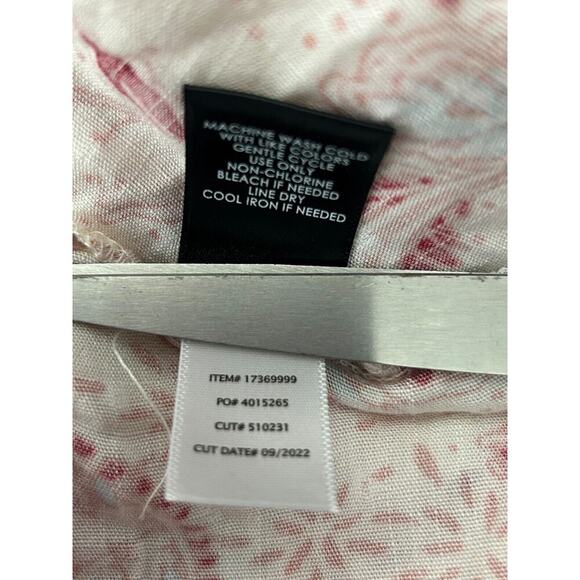 MACHINE WASH COLD
WITH LIKE COLORS
GENTLE CYCLE
USE ONLY
NON-CHLORINE
BLEACH IF NEEDED
LINE DRY
COOL IRON IF NEEDED
ITEM# 17369999
PO# 4015265
CUT# 510231
CUT DATE# 09/2022